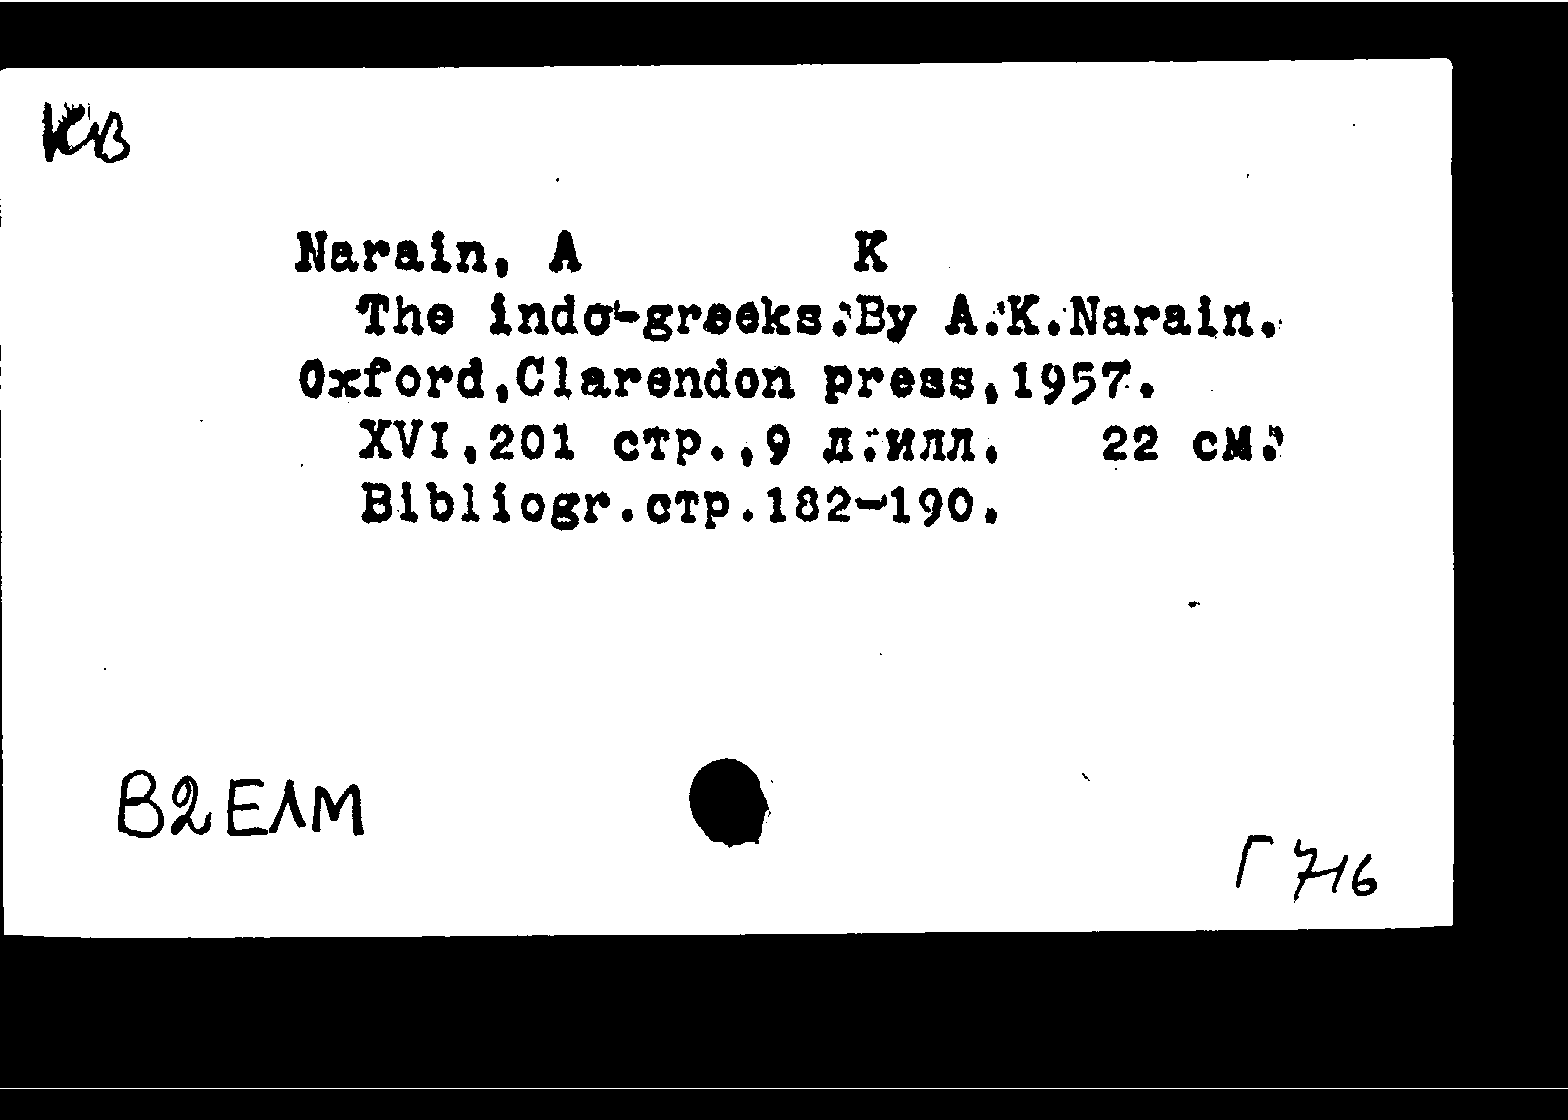 КВ
Narain, A K
The indo-greeks. By A.K.Narain.
Oxford,Clarendon press,1957.
XVI,201 стр.,9 л.илл. 22 см.
Bibliogr.стр.182-190.
В2ЕЛМ
Г 716